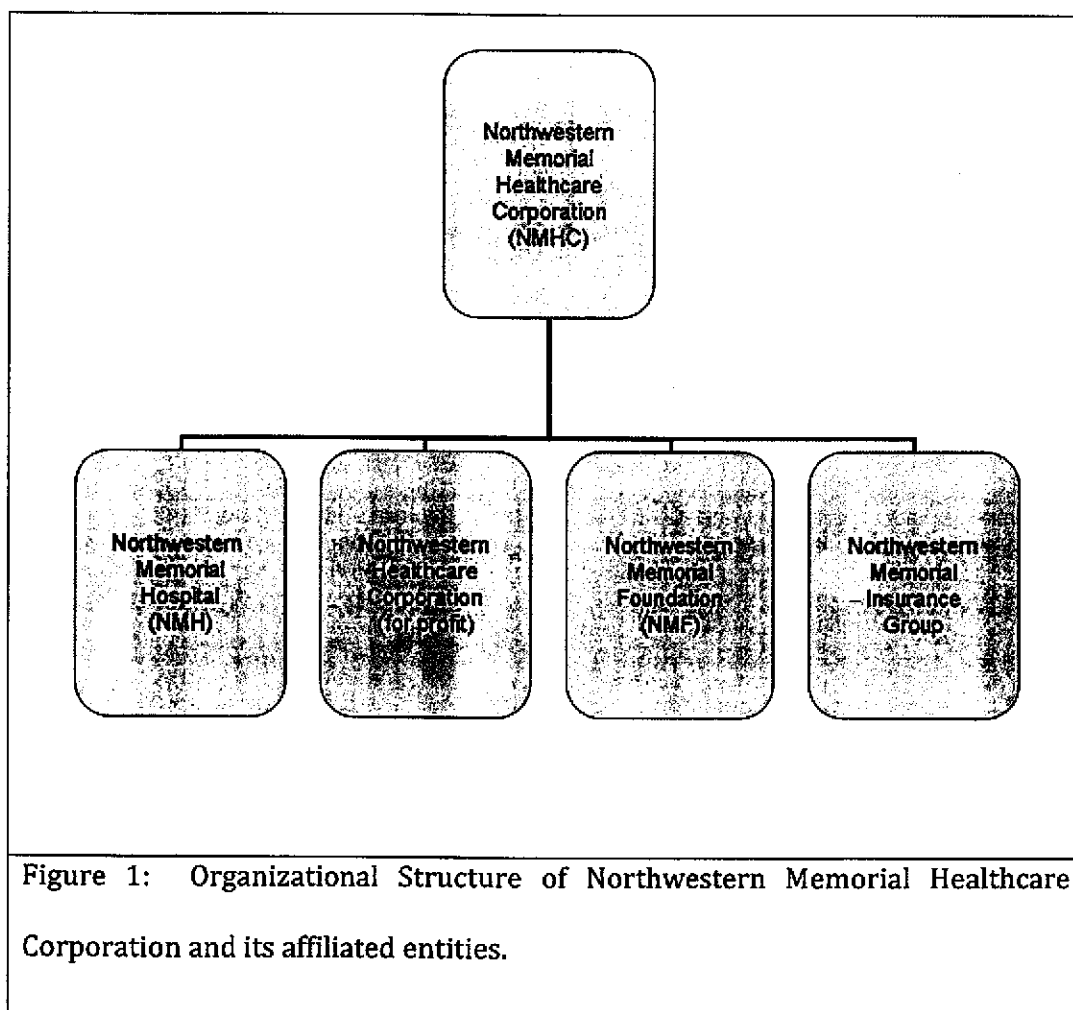 Northwestern
Memorial
Healthcare
Corporation
(NMHC)
Northwestern
Memorial
Hospital
(NMH)
Northwestern
Healthcare
Corporation
(for profit)
Northwestern
Memorial
Foundation
(NMF)
Northwestern
Memorial
Insurance
Group
Figure 1: Organizational Structure of Northwestern Memorial Healthcare
Corporation and its affiliated entities.